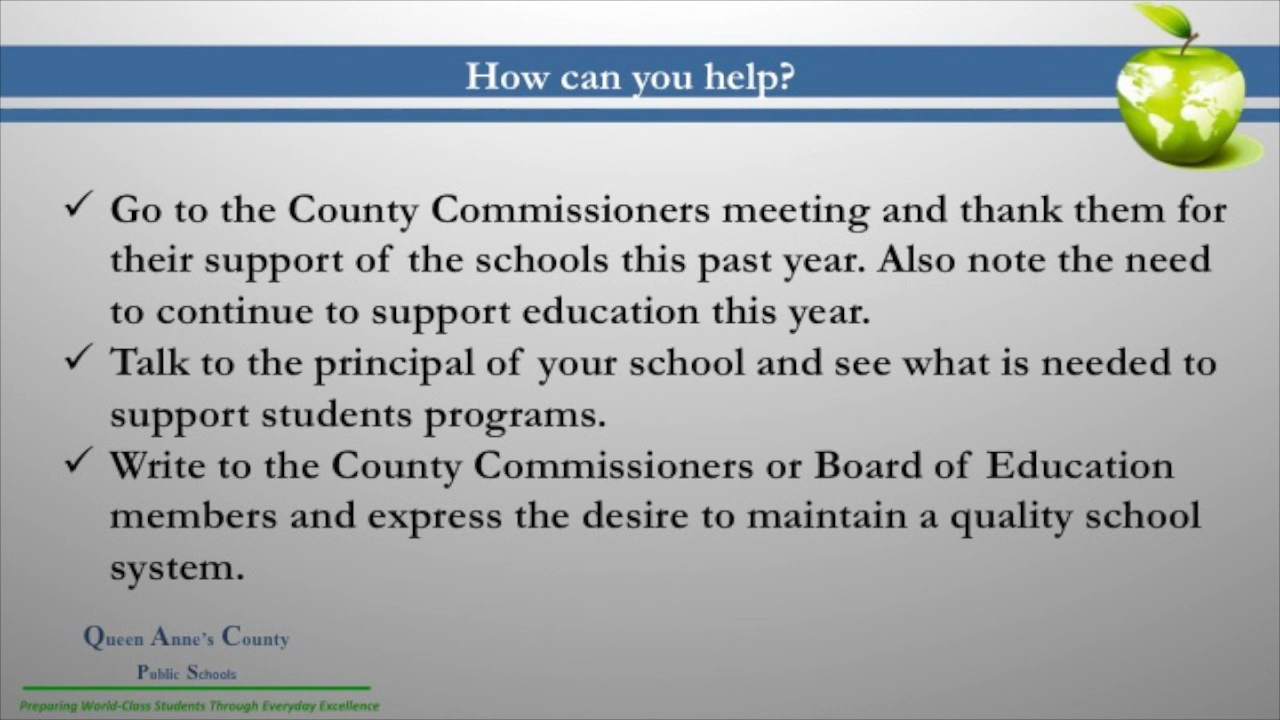 How can you help?
✓ Go to the County Commissioners meeting and thank them for
their support of the schools this past year. Also note the need
to continue to support education this year.
✓ Talk to the principal of your school and see what is needed to
support students programs.
✓ Write to the County Commissioners or Board of Education
members and express the desire to maintain a quality school
system.
Queen Anne's County
Public Schools
Preparing World-Class Students Through Everyday Excellence